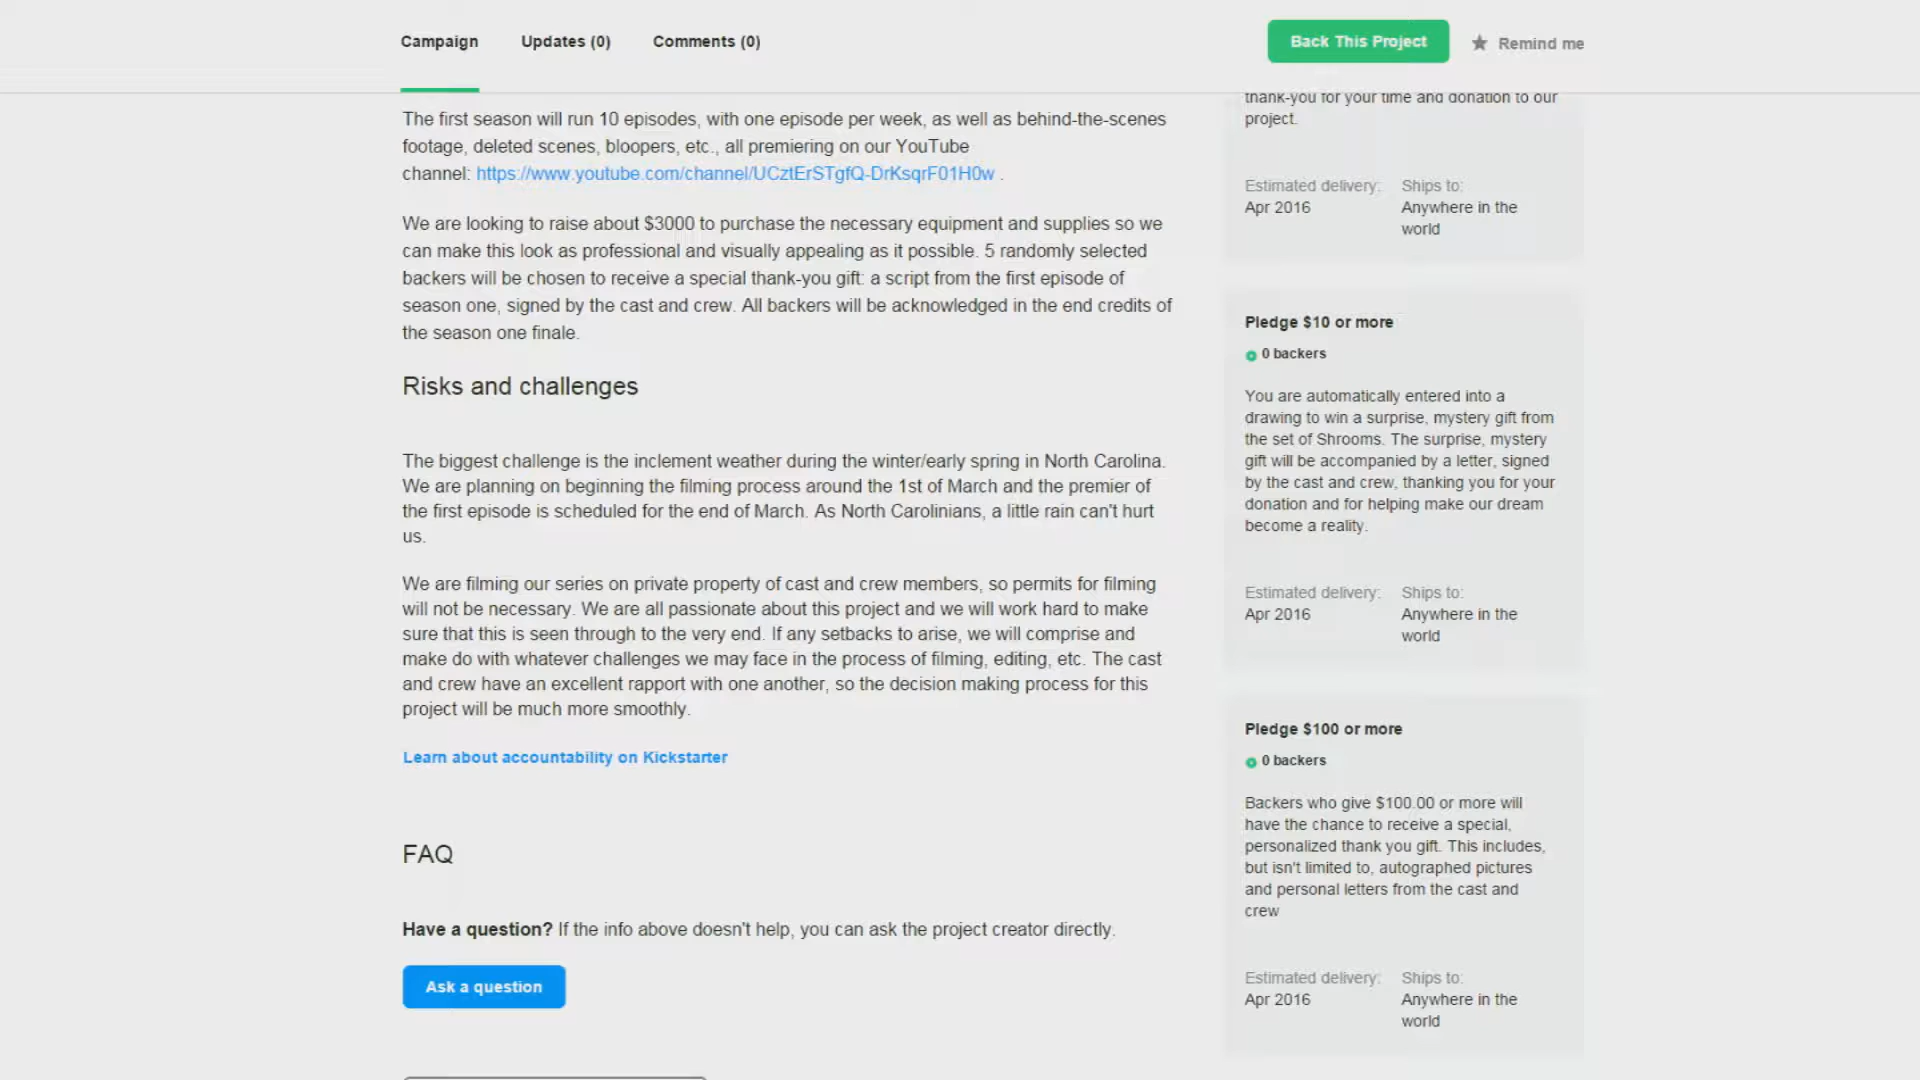 Campaign
Updates (0)
Comments (0)
Back This Project
Remind me
The first season will run 10 episodes, with one episode per week, as well as behind-the-scenes
footage, deleted scenes, bloopers, etc., all premiering on our YouTube
channel: https://www.youtube.com/channel/UCztErSTgfQ-DrKsqrF01H0w .
We are looking to raise about $3000 to purchase the necessary equipment and supplies so we
can make this look as professional and visually appealing as it possible. 5 randomly selected
backers will be chosen to receive a special thank-you gift: a script from the first episode of
season one, signed by the cast and crew. All backers will be acknowledged in the end credits of
the season one finale.
Risks and challenges
The biggest challenge is the inclement weather during the winter/early spring in North Carolina.
We are planning on beginning the filming process around the 1st of March and the premier of
the first episode is scheduled for the end of March. As North Carolinians, a little rain can't hurt
us.
We are filming our series on private property of cast and crew members, so permits for filming
will not be necessary. We are all passionate about this project and we will work hard to make
sure that this is seen through to the very end. If any setbacks to arise, we will comprise and
make do with whatever challenges we may face in the process of filming, editing, etc. The cast
and crew have an excellent rapport with one another, so the decision making process for this
project will be much more smoothly.
Learn about accountability on Kickstarter
FAQ
Have a question? If the info above doesn't help, you can ask the project creator directly.
Ask a question
thank-you for your time and donation to our
project.
Estimated delivery:
Apr 2016
Ships to:
Anywhere in the
world
Pledge $10 or more
0 backers
You are automatically entered into a
drawing to win a surprise, mystery gift from
the set of Shrooms. The surprise, mystery
gift will be accompanied by a letter, signed
by the cast and crew, thanking you for your
donation and for helping make our dream
become a reality.
Estimated delivery:
Apr 2016
Ships to:
Anywhere in the
world
Pledge $100 or more
0 backers
Backers who give $100.00 or more will
have the chance to receive a special,
personalized thank you gift. This includes,
but isn't limited to, autographed pictures
and personal letters from the cast and
crew
Estimated delivery:
Apr 2016
Ships to:
Anywhere in the
world